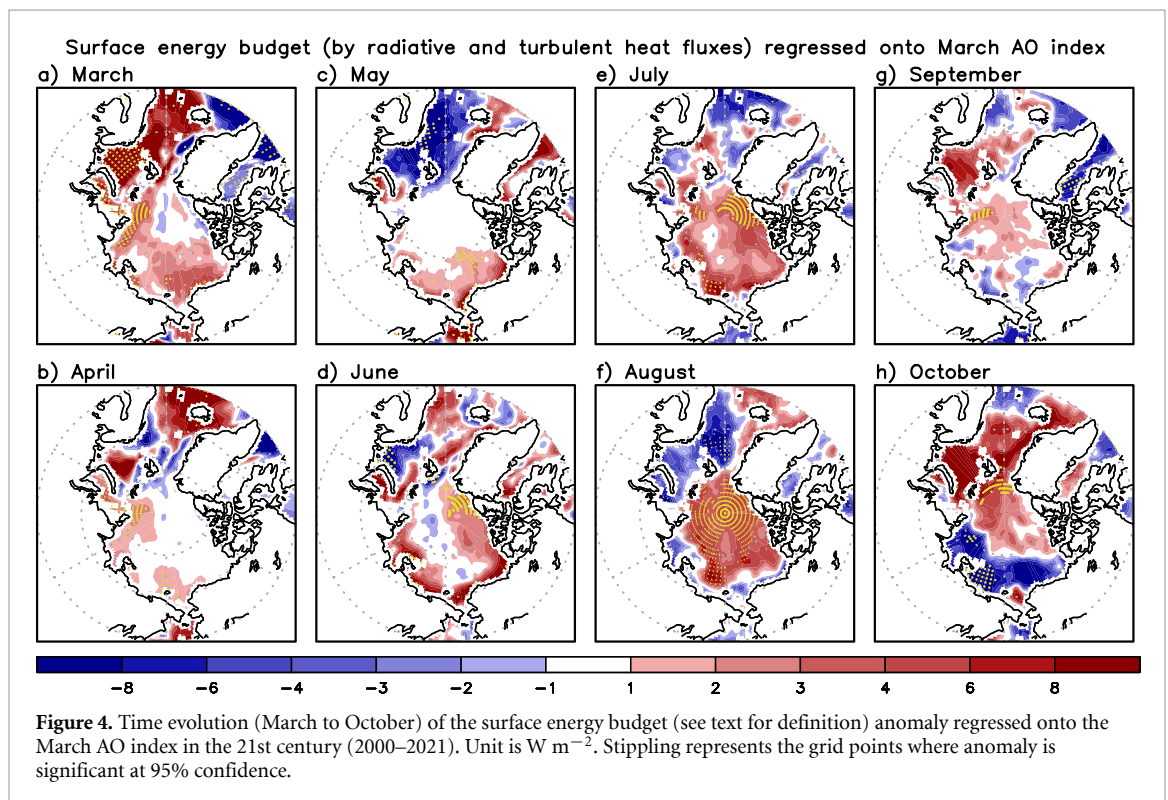 Surface energy budget (by radiative and turbulent heat fluxes) regressed onto March AO index
a) March
c) May
e) July
g) September
b) April
d) June
f) August
h) October
-8 -6 -4 -3 -2 -1 1 2 3 4 6 8
Figure 4. Time evolution (March to October) of the surface energy budget (see text for definition) anomaly regressed onto the
March AO index in the 21st century (2000–2021). Unit is W m−2. Stippling represents the grid points where anomaly is
significant at 95% confidence.